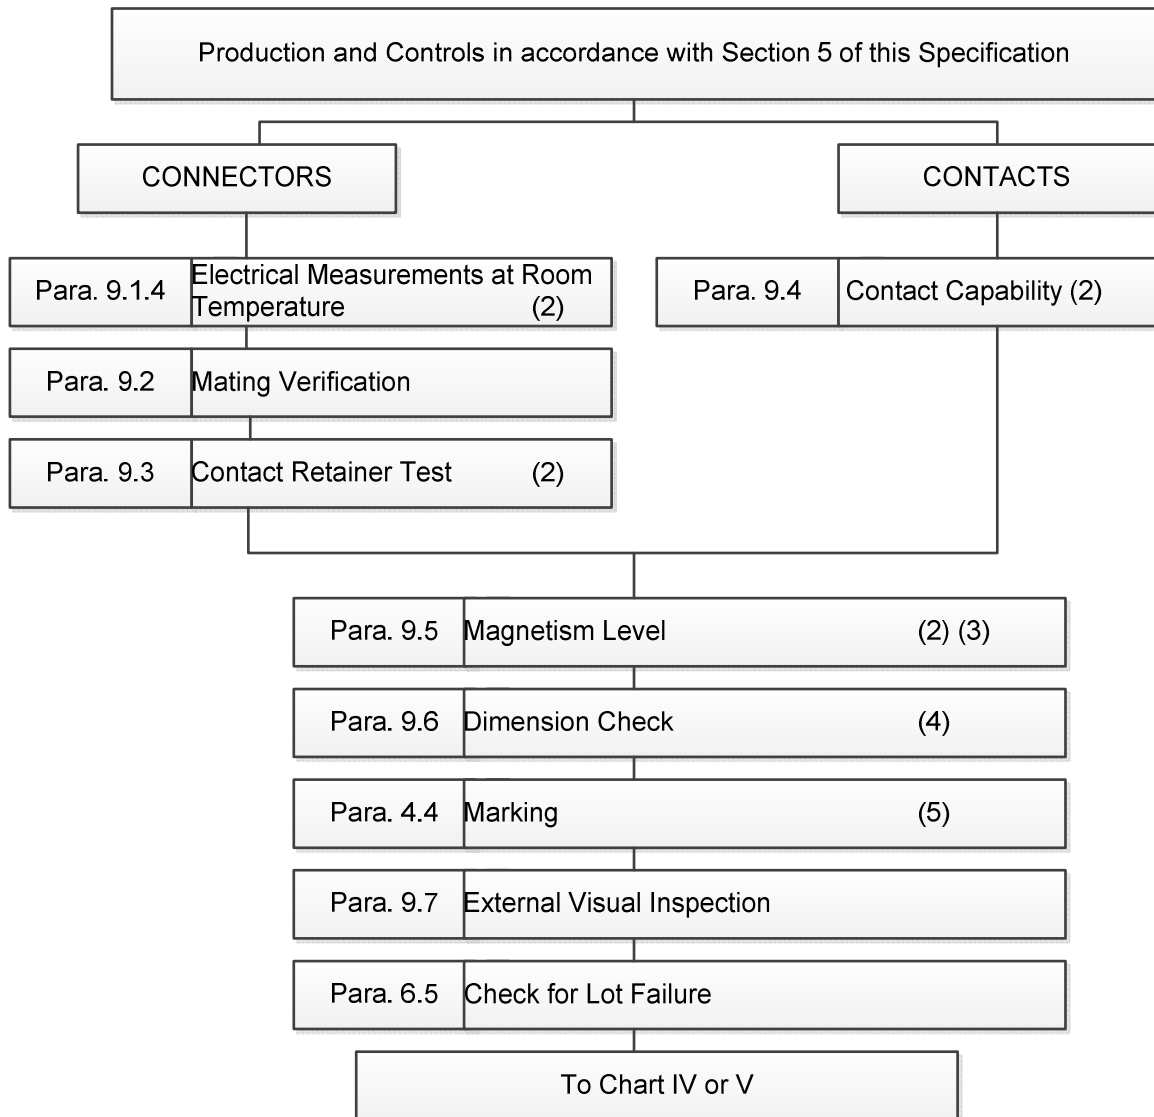 Production and Controls in accordance with Section 5 of this Specification
CONNECTORS
CONTACTS
Para. 9.1.4
Electrical Measurements at Room
Temperature (2)
Para. 9.4
Contact Capability (2)
Para. 9.2
Mating Verification
Para. 9.3
Contact Retainer Test (2)
Para. 9.5
Magnetism Level (2) (3)
Para. 9.6
Dimension Check (4)
Para. 4.4
Marking (5)
Para. 9.7
External Visual Inspection
Para. 6.5
Check for Lot Failure
To Chart IV or V